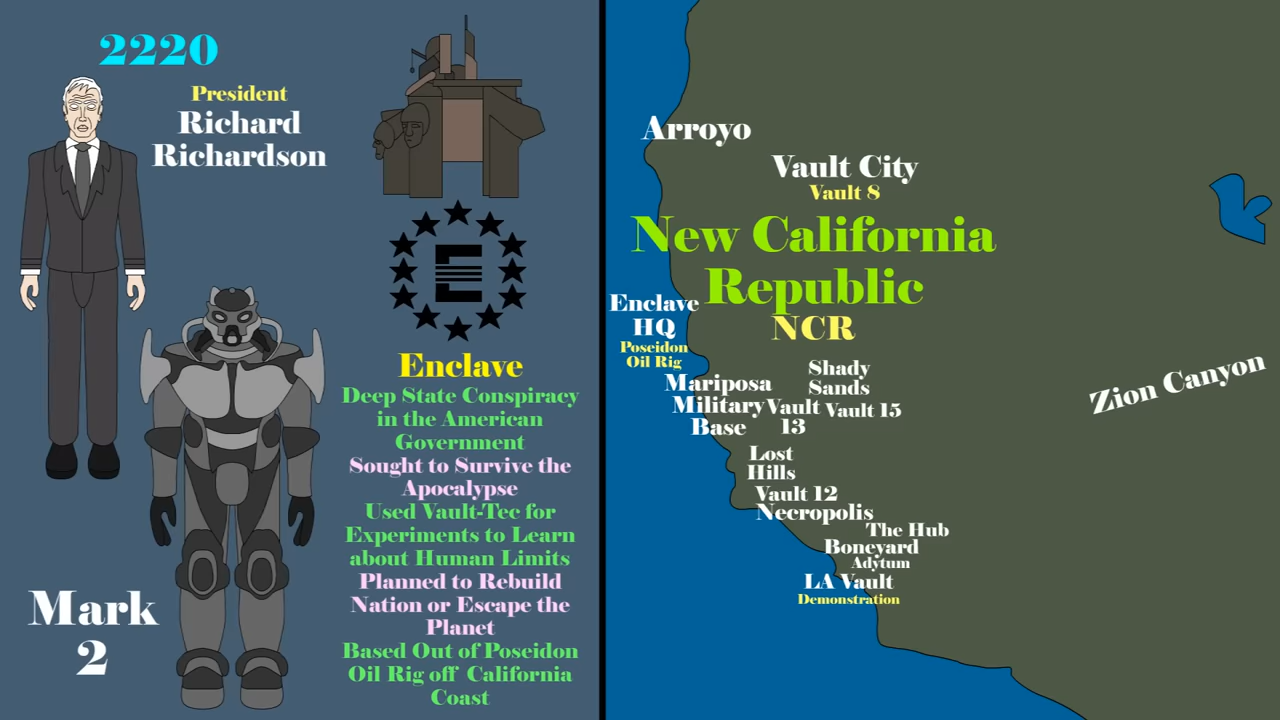 2220
President
Richard
Richardson
E
Enclave
Deep State Conspiracy
in the American
Government
Sought to Survive the
Apocalypse
Used Vault-Tec for
Experiments to Learn
about Human Limits
Planned to Rebuild
Nation or Escape the
Planet
Based Out of Poseidon
Oil Rig off California
Coast
Mark
2
Arroyo
Vault City
Vault 8
New California
Republic
NCR
Enclave
HQ
Poseidon
Oil Rig
Mariposa
Military
Base
Shady
Sands
Vault
13
Vault 15
Zion Canyon
Lost
Hills
Vault 12
Necropolis
The Hub
Boneyard
Adytum
LA Vault
Demonstration